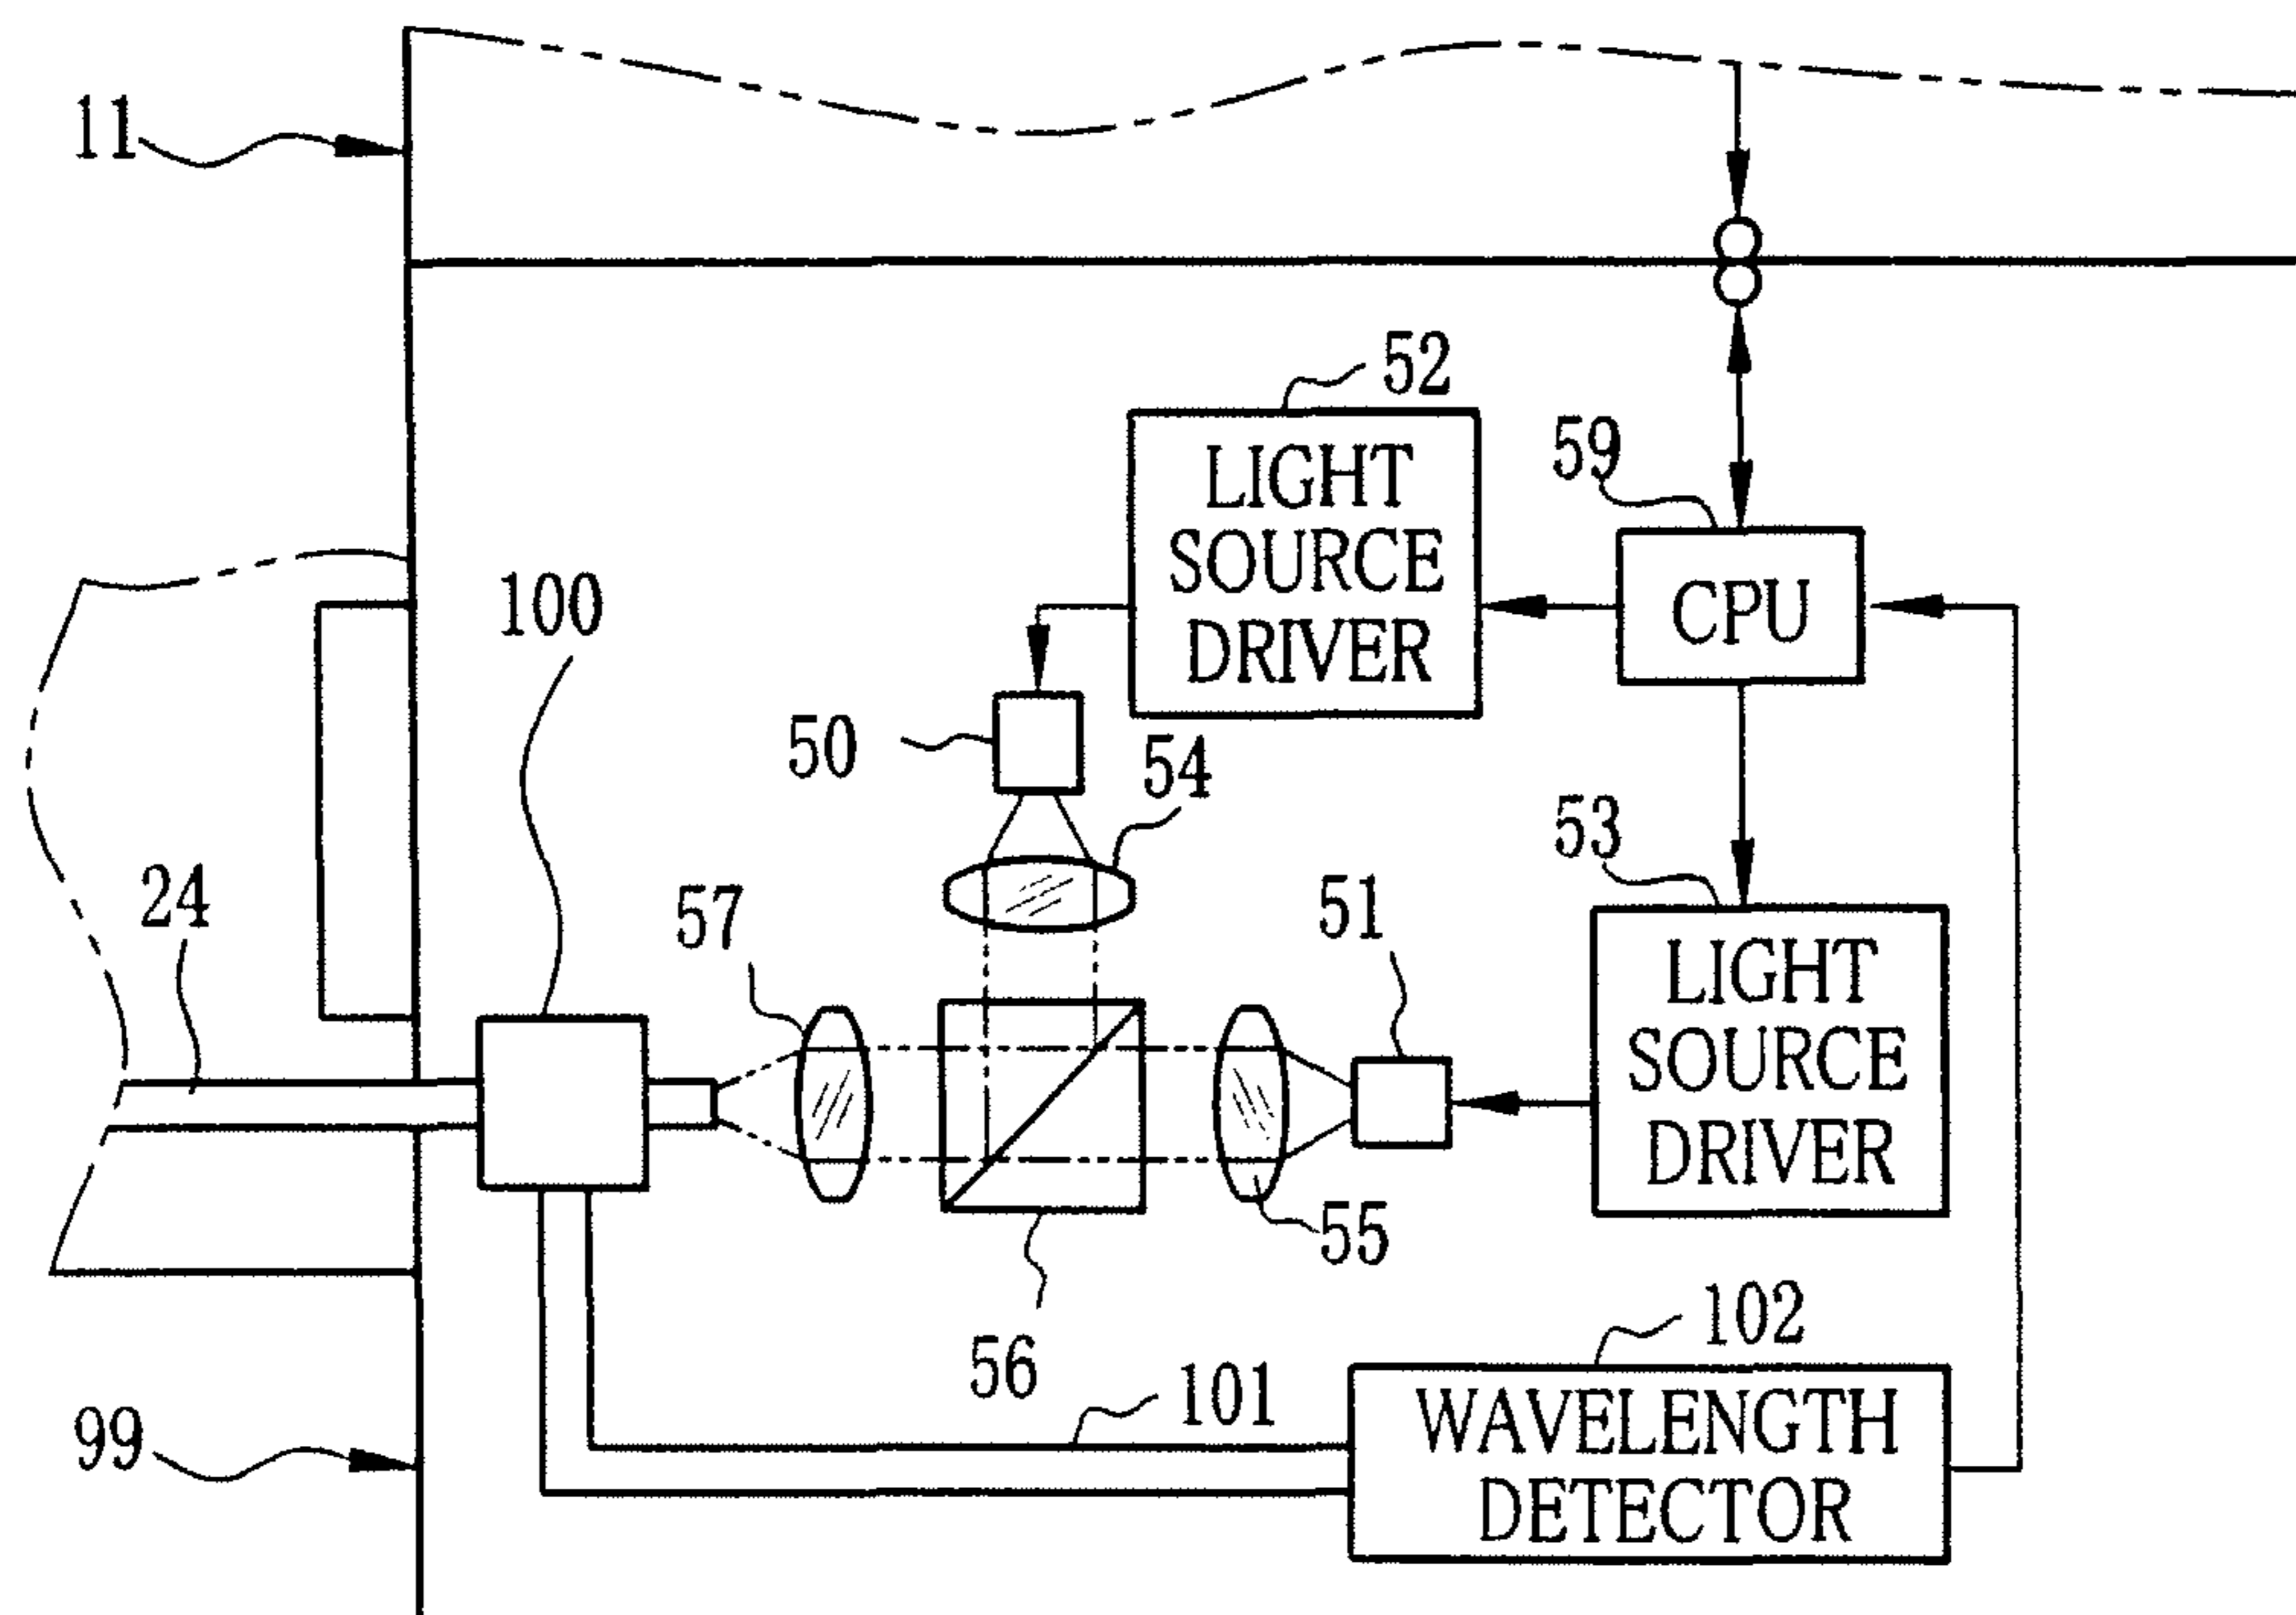 11
52
59
LIGHT
SOURCE
DRIVER
CPU
100
50
54
53
24
57
51
LIGHT
SOURCE
DRIVER
55
56
102
101
99
WAVELENGTH
DETECTOR